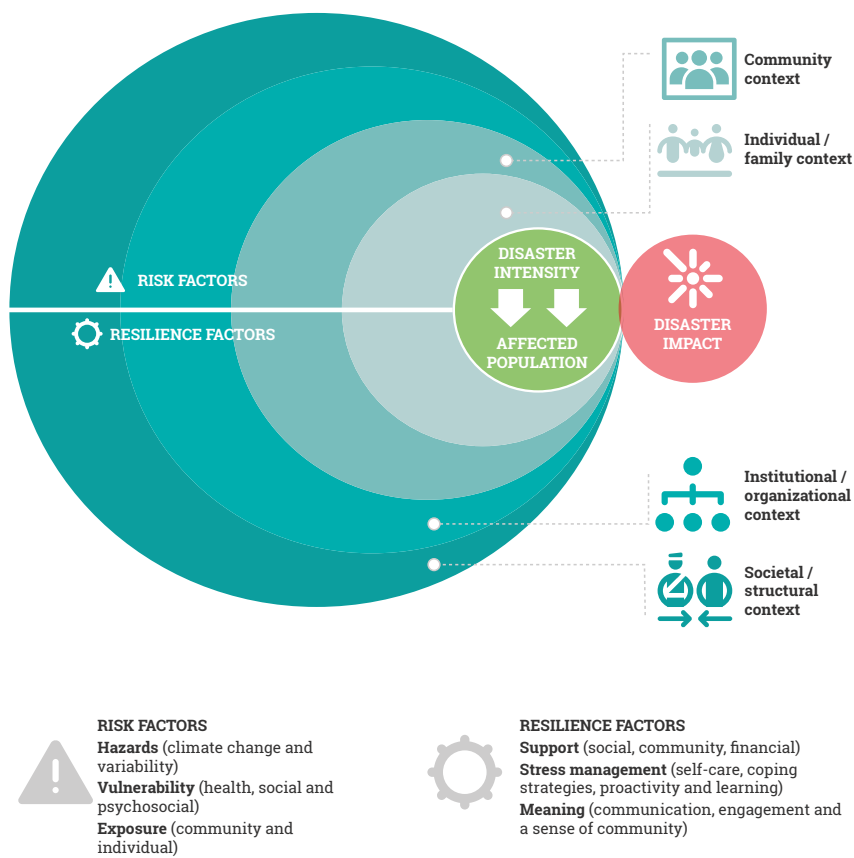 Community
context
Individual /
family context
DISASTER
INTENSITY
AFFECTED
POPULATION
DISASTER
IMPACT
RISK FACTORS
RESILIENCE FACTORS
Institutional /
organizational
context
Societal /
structural
context
RISK FACTORS
Hazards (climate change and
variability)
Vulnerability (health, social and
psychosocial)
Exposure (community and
individual)
RESILIENCE FACTORS
Support (social, community, financial)
Stress management (self-care, coping
strategies, proactivity and learning)
Meaning (communication, engagement and
a sense of community)